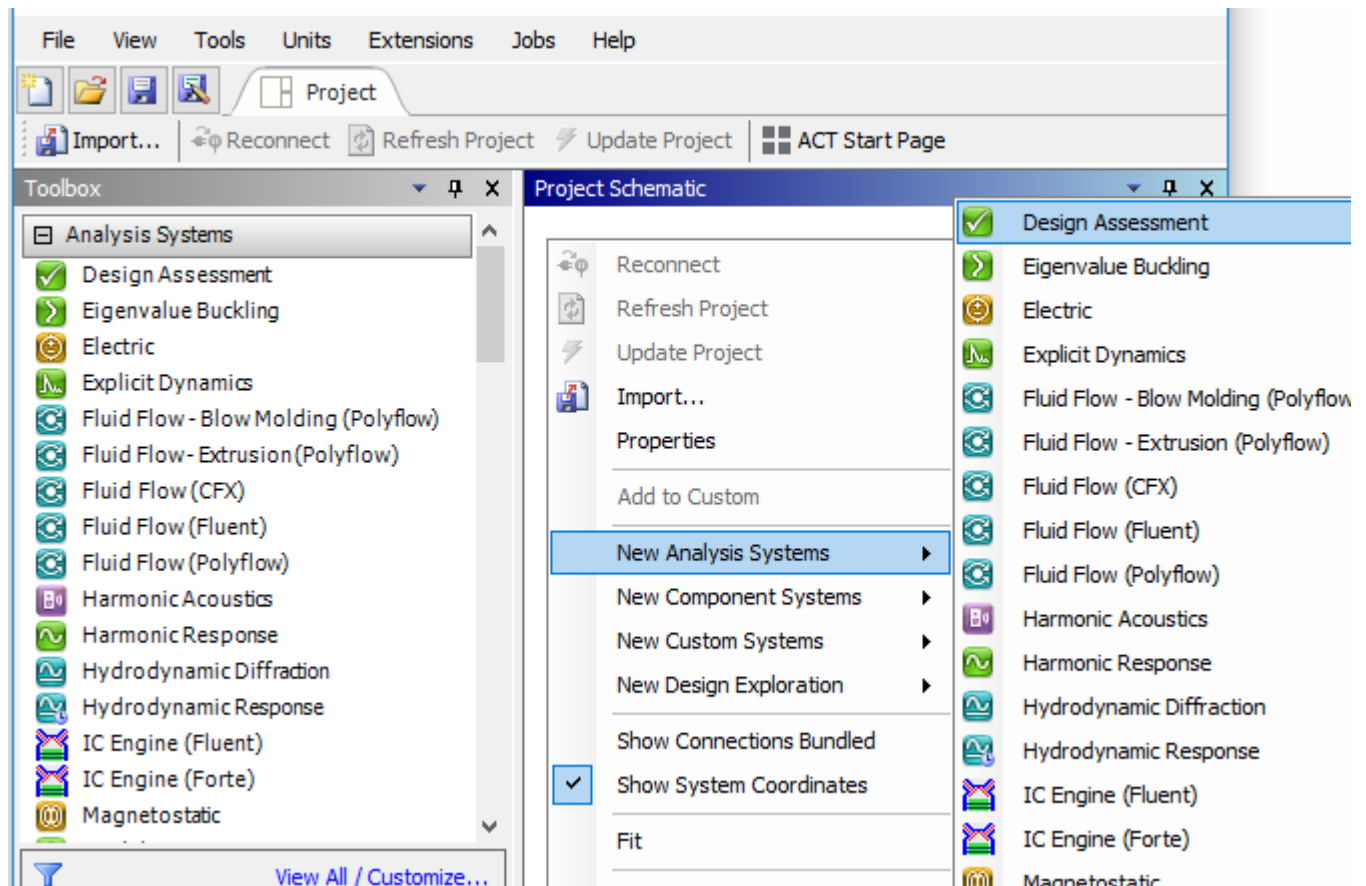 File View Tools Units Extensions Jobs Help
Project
Import... Reconnect Refresh Project Update Project ACT Start Page
Toolbox
Analysis Systems
Design Assessment
Eigenvalue Buckling
Electric
Explicit Dynamics
Fluid Flow - Blow Molding (Polyflow)
Fluid Flow - Extrusion (Polyflow)
Fluid Flow (CFX)
Fluid Flow (Fluent)
Fluid Flow (Polyflow)
Harmonic Acoustics
Harmonic Response
Hydrodynamic Diffraction
Hydrodynamic Response
IC Engine (Fluent)
IC Engine (Forte)
Magnetostatic
View All / Customize...
Project Schematic
Reconnect
Refresh Project
Update Project
Import...
Properties
Add to Custom
New Analysis Systems
New Component Systems
New Custom Systems
New Design Exploration
Show Connections Bundled
Show System Coordinates
Fit
Design Assessment
Eigenvalue Buckling
Electric
Explicit Dynamics
Fluid Flow - Blow Molding (Polyflow
Fluid Flow - Extrusion (Polyflow)
Fluid Flow (CFX)
Fluid Flow (Fluent)
Fluid Flow (Polyflow)
Harmonic Acoustics
Harmonic Response
Hydrodynamic Diffraction
Hydrodynamic Response
IC Engine (Fluent)
IC Engine (Forte)
Magnetostatic